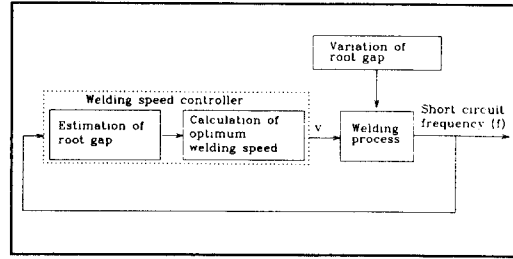 Variation of
root gap
Welding speed controller
Estimation of
root gap
Calculation of
optimum
welding speed
v
Welding
process
Short circuit
frequency (f)